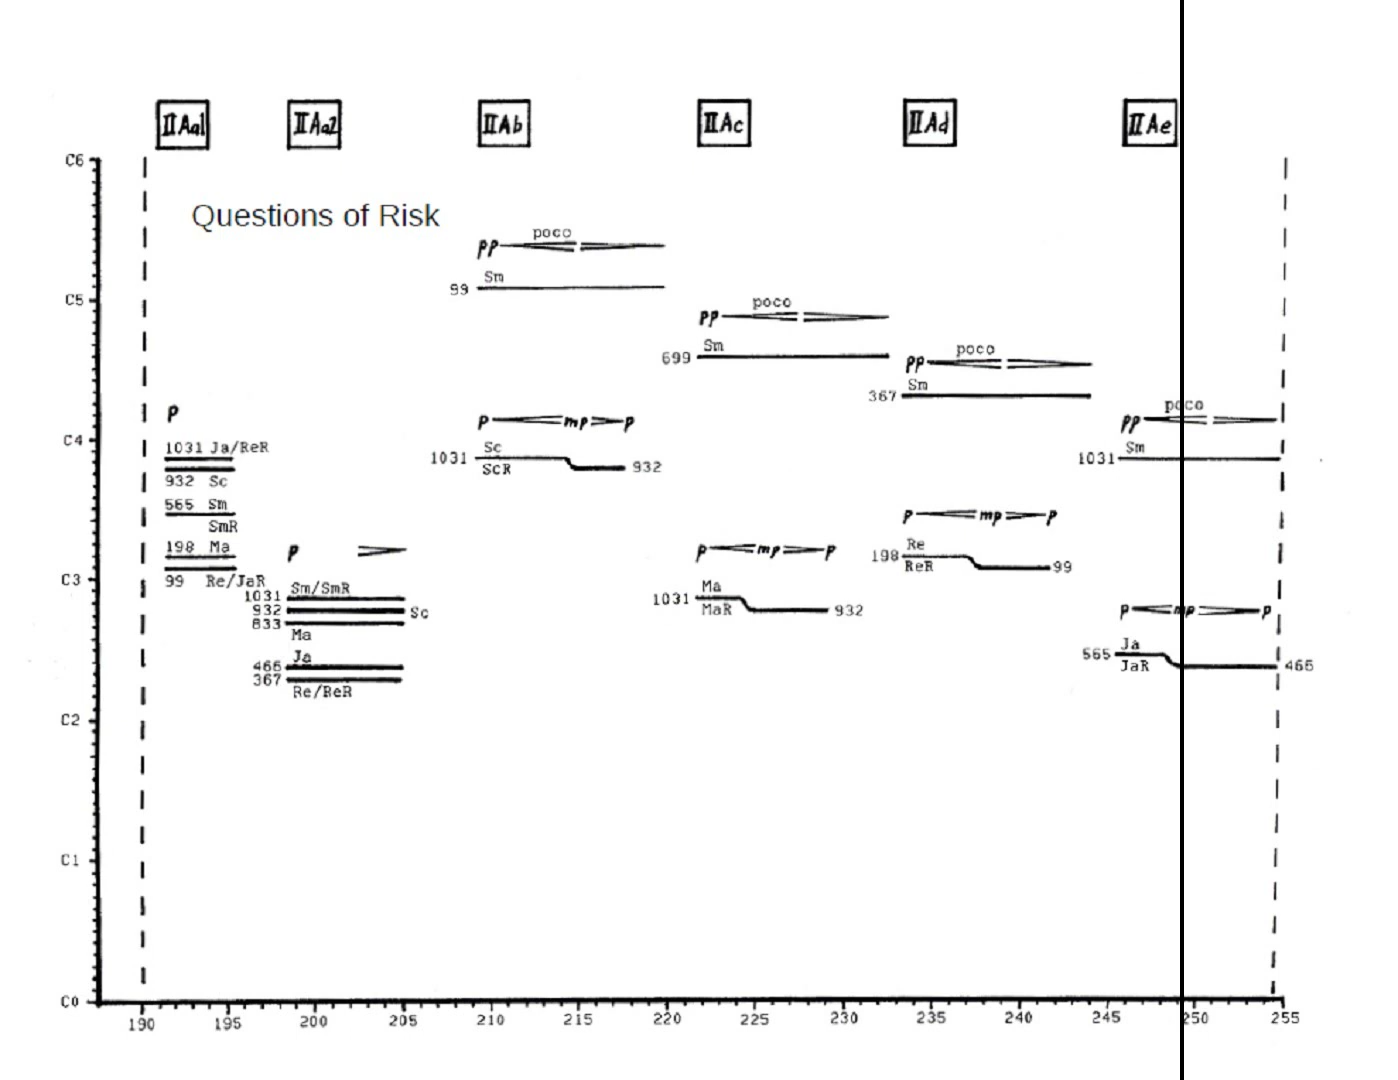 IIAa1 IIAa2 IIAb IIAc IIAd IIAe
C6
Questions of Risk
poco
pp
Sm
99
C5
poco
pp
Sm
699
poco
pp
Sm
367
poco
pp
Sm
1031
p
C4
1031 Ja/ReR
932 Sc
565 Sm
SmR
198 Ma
99 Re/JaR
p mp p
Sc
1031 932
ScR
p mp p
Re
198
ReR 99
p
C3
Sm/SmR
1031
932 Sc
833
Ma
Ja
466
367
Re/ReR
p mp p
Ma
1031
MaR 932
p mp p
Ja
565
JaR 466
C2
C1
C0
190 195 200 205 210 215 220 225 230 235 240 245 250 255